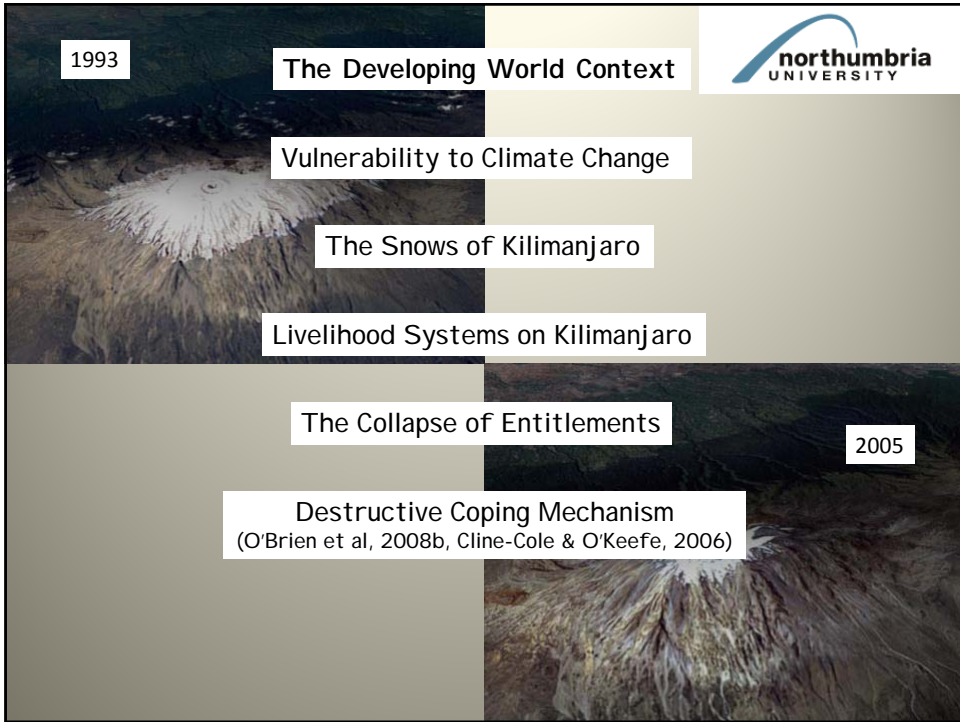 1993
The Developing World Context
northumbria
UNIVERSITY
Vulnerability to Climate Change
The Snows of Kilimanjaro
Livelihood Systems on Kilimanjaro
The Collapse of Entitlements
2005
Destructive Coping Mechanism
(O'Brien et al, 2008b, Cline-Cole & O'Keefe, 2006)